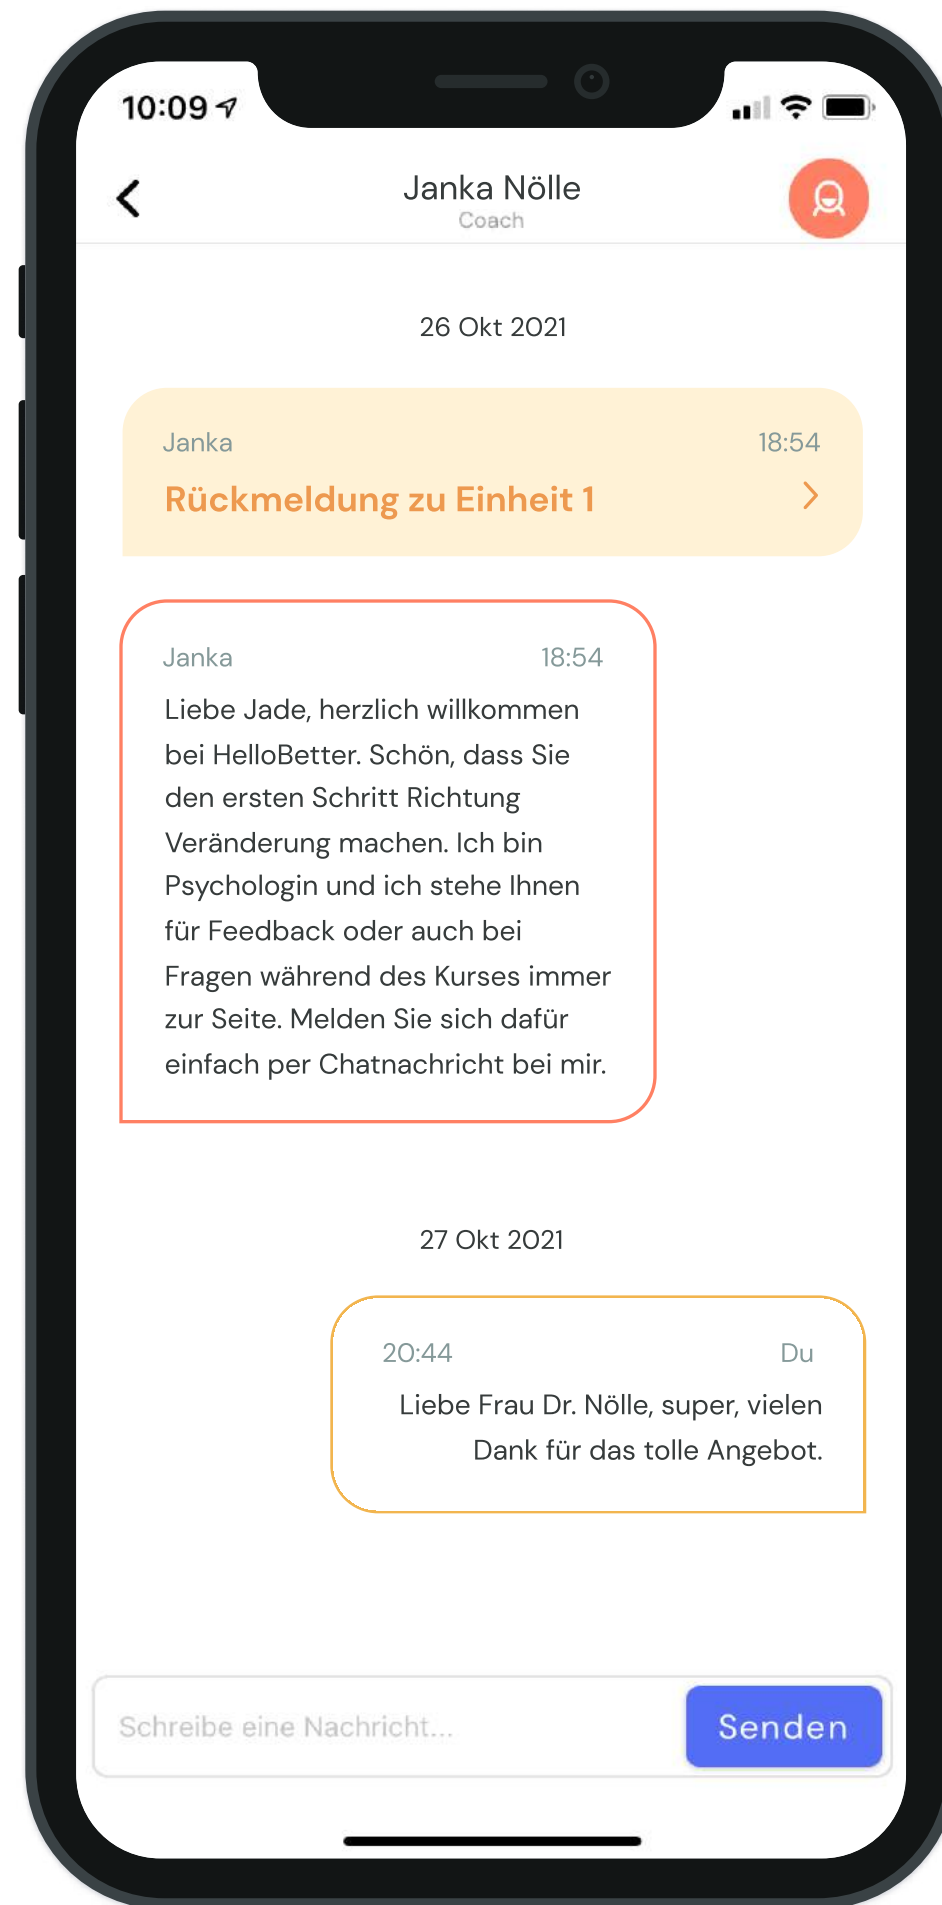 10:09
Janka Nölle
Coach
26 Okt 2021
Janka 18:54
Rückmeldung zu Einheit 1
Janka 18:54
Liebe Jade, herzlich willkommen
bei HelloBetter. Schön, dass Sie
den ersten Schritt Richtung
Veränderung machen. Ich bin
Psychologin und ich stehe Ihnen
für Feedback oder auch bei
Fragen während des Kurses immer
zur Seite. Melden Sie sich dafür
einfach per Chatnachricht bei mir.
27 Okt 2021
20:44 Du
Liebe Frau Dr. Nölle, super, vielen
Dank für das tolle Angebot.
Schreibe eine Nachricht... Senden